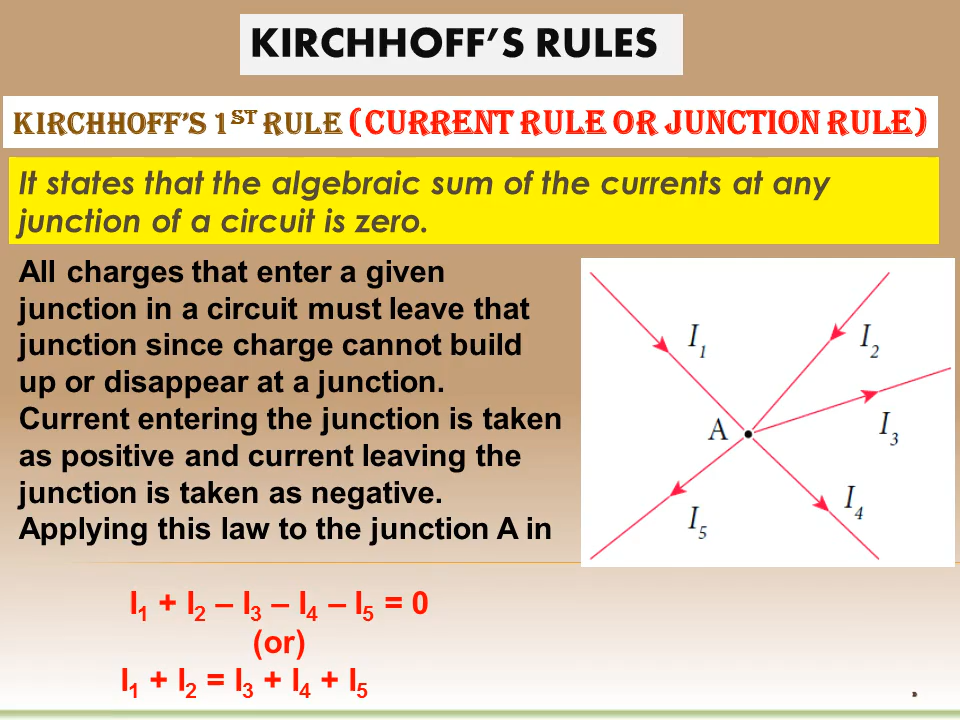 KIRCHHOFF'S RULES
KIRCHHOFF'S 1ST RULE (CURRENT RULE OR JUNCTION RULE)
It states that the algebraic sum of the currents at any
junction of a circuit is zero.
All charges that enter a given
junction in a circuit must leave that
junction since charge cannot build
up or disappear at a junction.
Current entering the junction is taken
as positive and current leaving the
junction is taken as negative.
Applying this law to the junction A in
I1
I2
A
I3
I4
I5
I1 + I2 – I3 – I4 – I5 = 0
(or)
I1 + I2 = I3 + I4 + I5